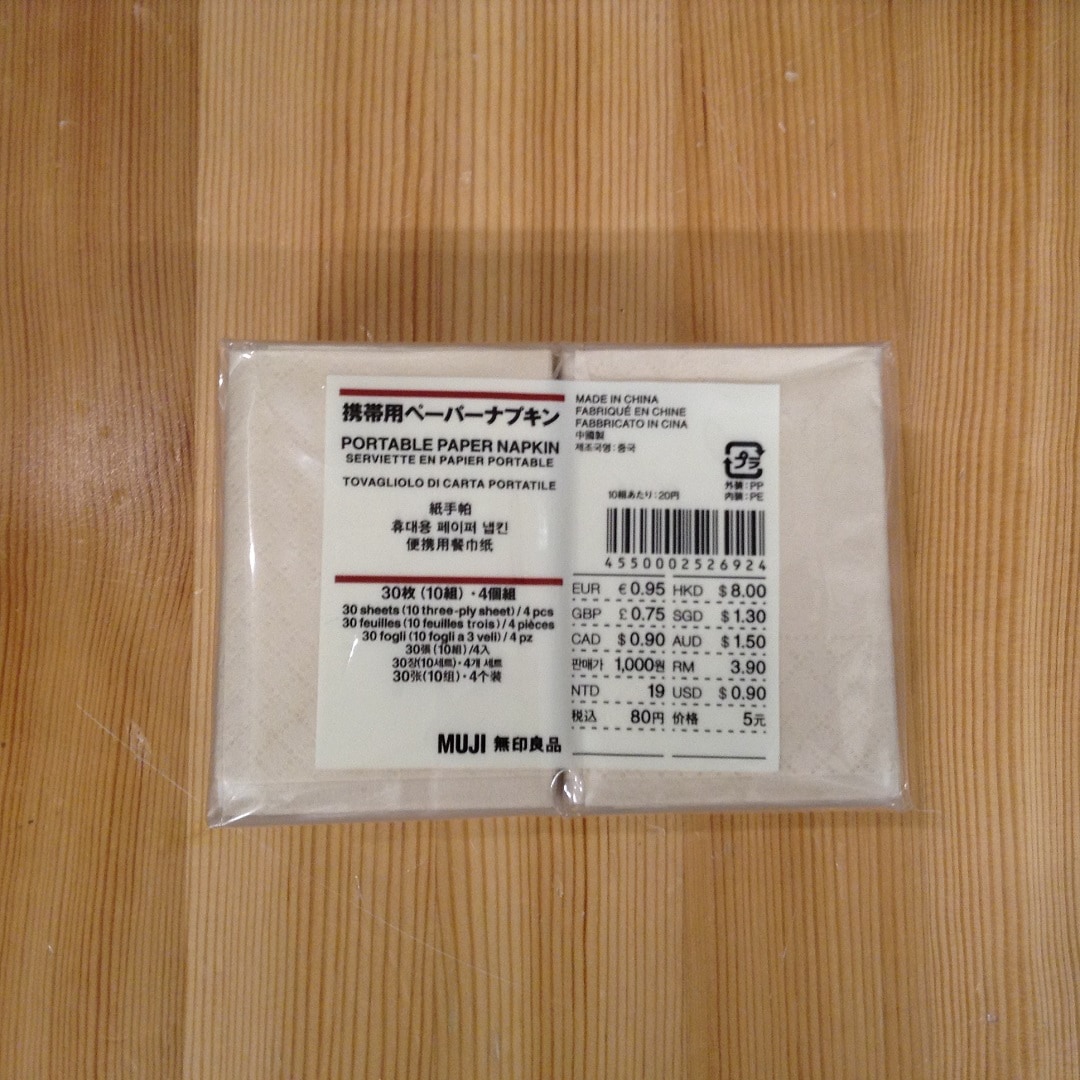 携帯用ペーパーナプキン
PORTABLE PAPER NAPKIN
SERVIETTE EN PAPIER PORTABLE
TOVAGLIOLO DI CARTA PORTATILE
紙手帕
휴대용 페이퍼 냅킨
便携用餐巾纸
30枚(10組)・4個組
30 sheets (10 three-ply sheet) / 4 pcs
30 feuilles (10 feuilles trois) / 4 pièces
30 fogli (10 fogli a 3 veli) / 4 pz
30張(10組)/4入
30장(10세트)・4개 세트
30张(10组)・4个装
MUJI 無印良品
MADE IN CHINA
FABRIQUÉ EN CHINE
FABBRICATO IN CINA
中國製
제조국명:중국
プラ
外装:PP
内装:PE
10組あたり:20円
4550002526924
EUR € 0.95 HKD $ 8.00
GBP £ 0.75 SGD $ 1.30
CAD $ 0.90 AUD $ 1.50
판매가 1,000원 RM 3.90
NTD 19 USD $ 0.90
税込 80円 价格 5元